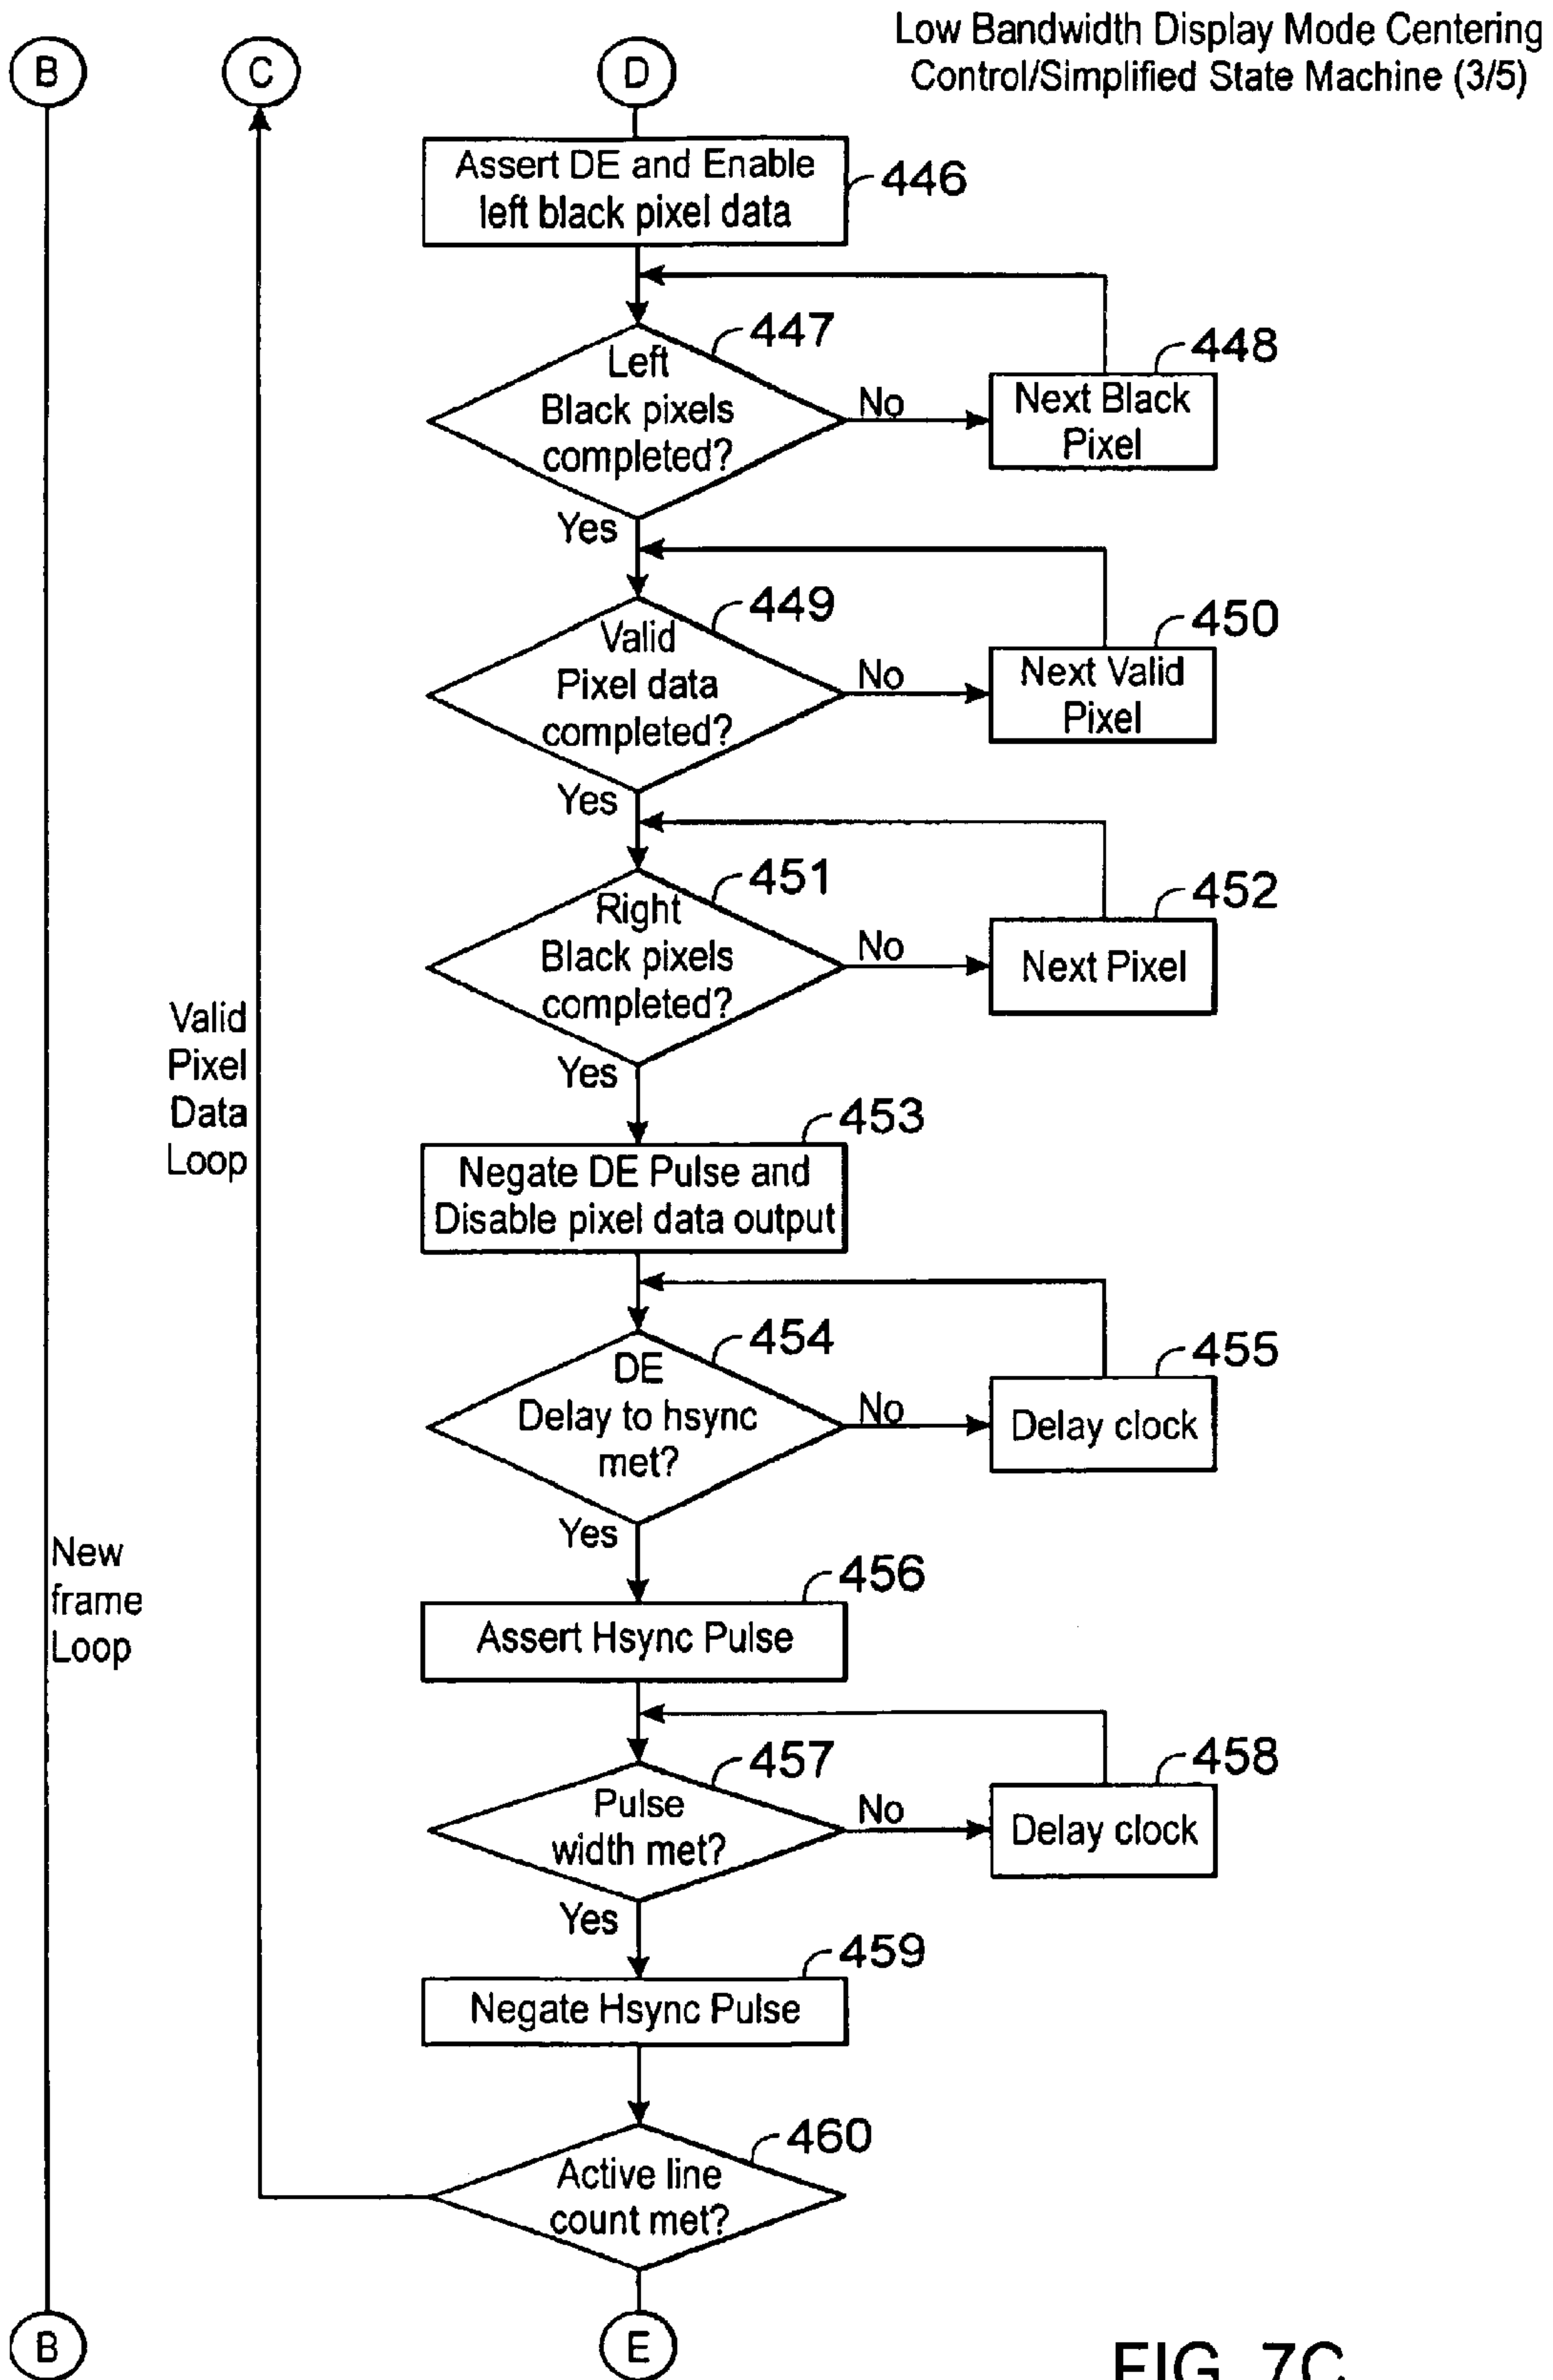 Low Bandwidth Display Mode Centering
Control/Simplified State Machine (3/5)
B
C
D
Assert DE and Enable
left black pixel data
446
Left
Black pixels
completed?
447
No
Next Black
Pixel
448
Yes
Valid
Pixel data
completed?
449
No
Next Valid
Pixel
450
Yes
Right
Black pixels
completed?
451
No
Next Pixel
452
Yes
Valid
Pixel
Data
Loop
Negate DE Pulse and
Disable pixel data output
453
DE
Delay to hsync
met?
454
No
Delay clock
455
Yes
New
frame
Loop
Assert Hsync Pulse
456
Pulse
width met?
457
No
Delay clock
458
Yes
Negate Hsync Pulse
459
Active line
count met?
460
B
E
FIG. 7C